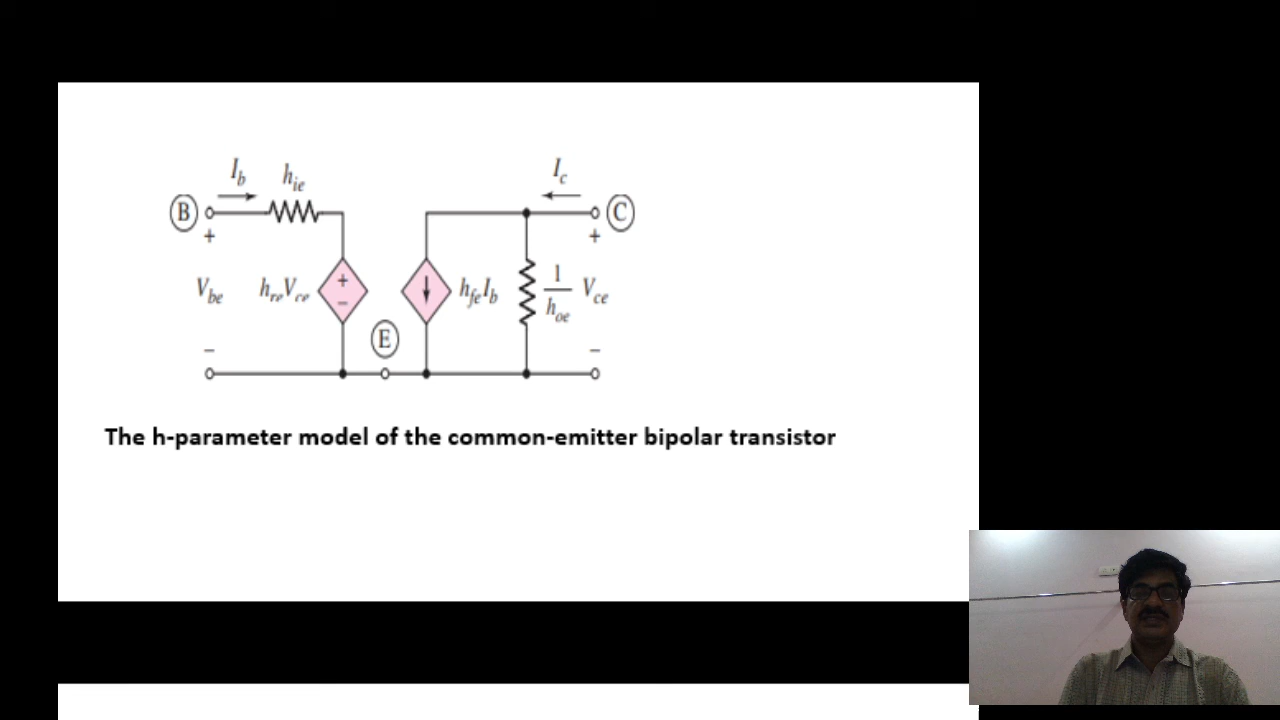 I_b h_ie I_c
B C
+ +
V_be h_re V_ce + − h_fe I_b 1/h_oe V_ce
E
− −
The h-parameter model of the common-emitter bipolar transistor